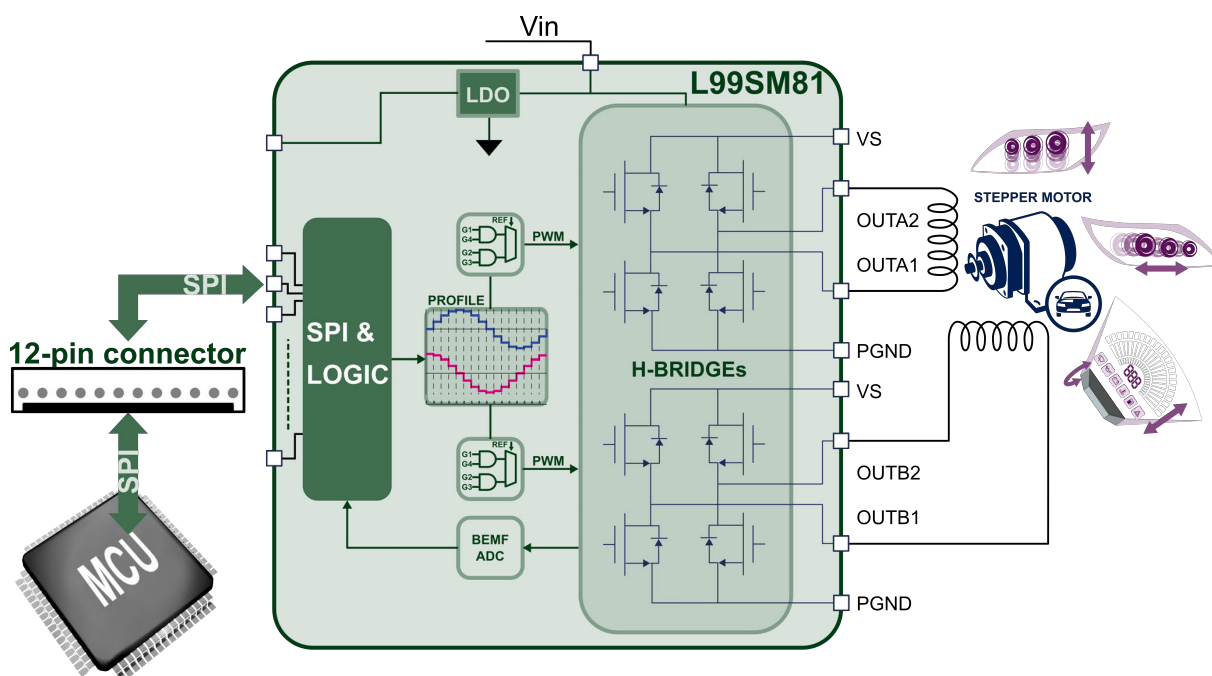 Vin
L99SM81
LDO
VS
STEPPER MOTOR
REF
G1
G4
G2
G3
PWM
OUTA2
OUTA1
SPI
PROFILE
SPI &
LOGIC
12-pin connector
PGND
H-BRIDGEs
VS
888
REF
G1
G4
G2
G3
PWM
OUTB2
SPI
OUTB1
BEMF
ADC
MCU
PGND